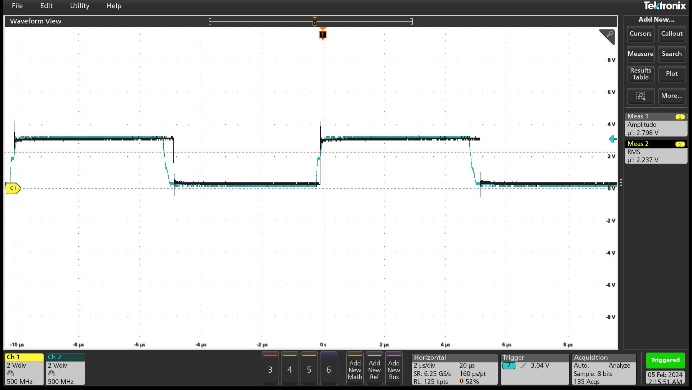 File Edit Utility Help
Tektronix
Waveform View
Add New...
Cursors Callout
Measure Search
Results Table Plot
More...
Meas 1
Amplitude
µ': 2.798 V
Meas 2
RMS
µ': 2.237 V
8 V
6 V
4 V
2 V
0 V
-2 V
-4 V
-6 V
-8 V
C1
-10 µs -8 µs -6 µs -4 µs -2 µs 0 s 2 µs 4 µs 6 µs 8 µs
Ch 1
2 V/div
500 MHz
Ch 2
2 V/div
500 MHz
3 4 5 6
Add New Math
Add New Ref
Add New Bus
Horizontal
2 µs/div 20 µs
SR: 6.25 GS/s 160 ps/pt
RL: 125 kpts 52%
Trigger
2 3.04 V
Acquisition
Auto, Analyze
Sample: 8 bits
135 Acqs
Triggered
05 Feb 2024